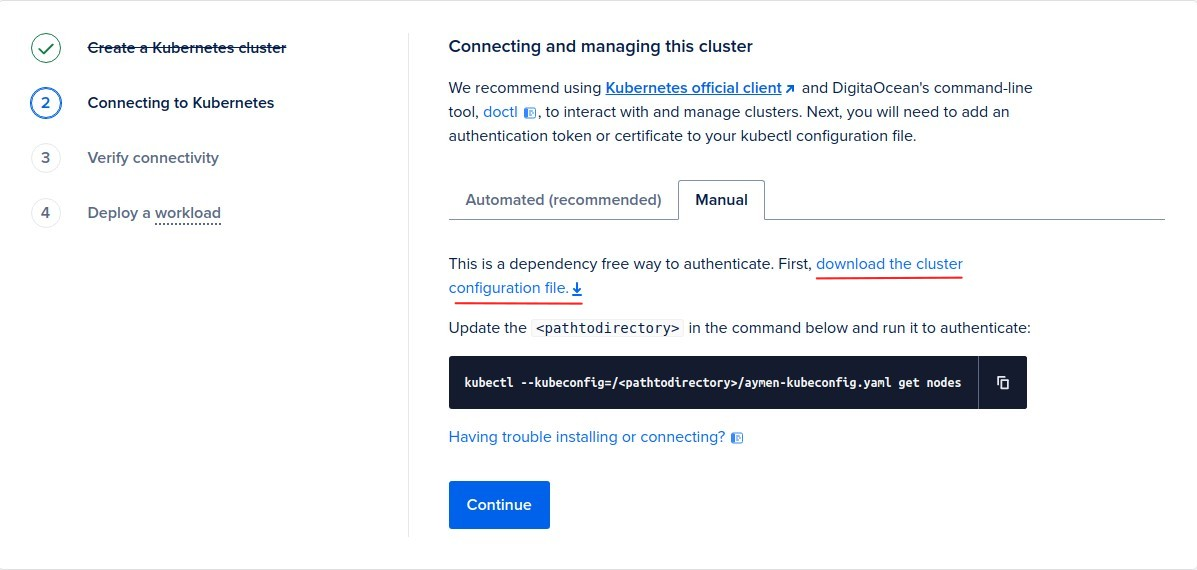 Create a Kubernetes cluster
2 Connecting to Kubernetes
3 Verify connectivity
4 Deploy a workload
Connecting and managing this cluster
We recommend using Kubernetes official client and DigitaOcean's command-line
tool, doctl , to interact with and manage clusters. Next, you will need to add an
authentication token or certificate to your kubectl configuration file.
Automated (recommended) Manual
This is a dependency free way to authenticate. First, download the cluster
configuration file.
Update the <pathtodirectory> in the command below and run it to authenticate:
kubectl --kubeconfig=/<pathtodirectory>/aymen-kubeconfig.yaml get nodes
Having trouble installing or connecting?
Continue